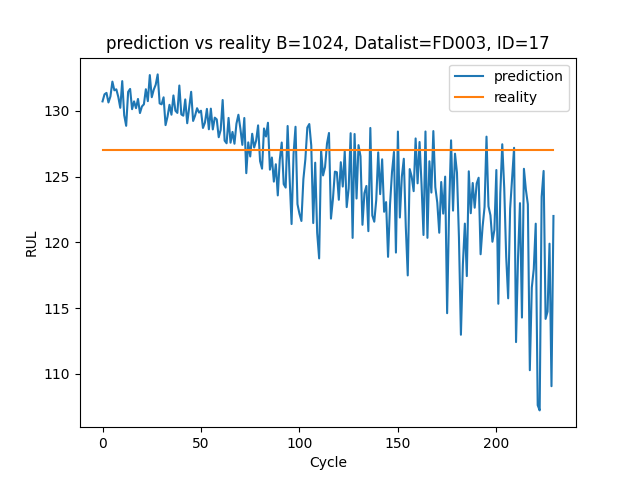 prediction vs reality B=1024, Datalist=FD003, ID=17
prediction
reality
RUL
130
125
120
115
110
0
50
100
150
200
Cycle